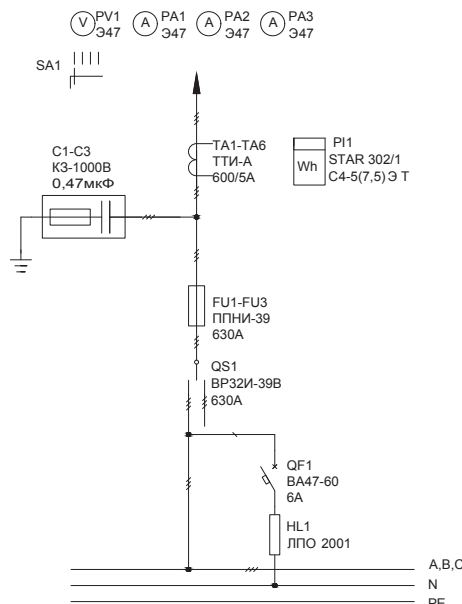 V PV1 Э47
A PA1 Э47
A PA2 Э47
A PA3 Э47
SA1
TA1-TA6
ТТИ-А
600/5А
PI1
Wh
STAR 302/1
С4-5(7,5) Э Т
C1-C3
КЗ-1000В
0,47мкФ
FU1-FU3
ППНИ-39
630А
QS1
ВР32И-39В
630А
QF1
ВА47-60
6А
HL1
ЛПО 2001
A,B,C
N
PE